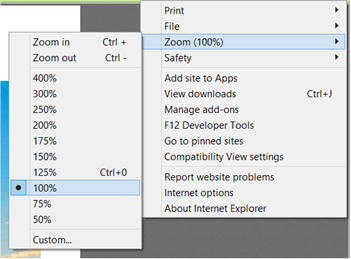 Print
File
Zoom (100%)
Safety
Add site to Apps
View downloads Ctrl+J
Manage add-ons
F12 Developer Tools
Go to pinned sites
Compatibility View settings
Report website problems
Internet options
About Internet Explorer
Zoom in Ctrl +
Zoom out Ctrl -
400%
300%
250%
200%
175%
150%
125% Ctrl+0
100%
75%
50%
Custom...